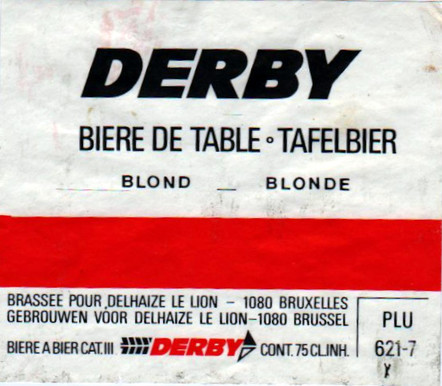 DERBY
BIERE DE TABLE • TAFELBIER
BLOND — BLONDE
BRASSEE POUR DELHAIZE LE LION - 1080 BRUXELLES
GEBROUWEN VOOR DELHAIZE LE LION-1080 BRUSSEL
BIERE A BIER CAT.III DERBY CONT. 75 CL.INH.
PLU
621-7